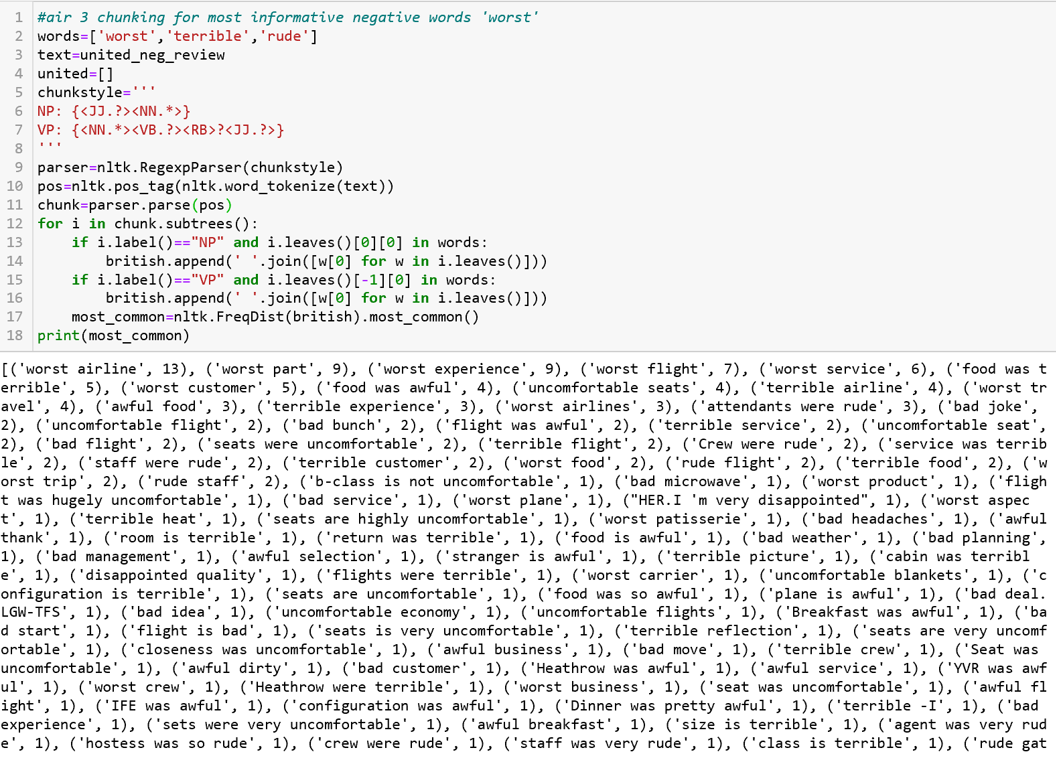 1 #air 3 chunking for most informative negative words 'worst'
2 words=['worst','terrible','rude']
3 text=united_neg_review
4 united=[]
5 chunkstyle='''
6 NP: {<JJ.?><NN.*>}
7 VP: {<NN.*><VB.?><RB>?<JJ.?>}
8 '''
9 parser=nltk.RegexpParser(chunkstyle)
10 pos=nltk.pos_tag(nltk.word_tokenize(text))
11 chunk=parser.parse(pos)
12 for i in chunk.subtrees():
13     if i.label()=="NP" and i.leaves()[0][0] in words:
14         british.append(' '.join([w[0] for w in i.leaves()]))
15     if i.label()=="VP" and i.leaves()[-1][0] in words:
16         british.append(' '.join([w[0] for w in i.leaves()]))
17     most_common=nltk.FreqDist(british).most_common()
18 print(most_common)
[('worst airline', 13), ('worst part', 9), ('worst experience', 9), ('worst flight', 7), ('worst service', 6), ('food was t
errible', 5), ('worst customer', 5), ('food was awful', 4), ('uncomfortable seats', 4), ('terrible airline', 4), ('worst tr
avel', 4), ('awful food', 3), ('terrible experience', 3), ('worst airlines', 3), ('attendants were rude', 3), ('bad joke',
2), ('uncomfortable flight', 2), ('bad bunch', 2), ('flight was awful', 2), ('terrible service', 2), ('uncomfortable seat',
2), ('bad flight', 2), ('seats were uncomfortable', 2), ('terrible flight', 2), ('Crew were rude', 2), ('service was terrib
le', 2), ('staff were rude', 2), ('terrible customer', 2), ('worst food', 2), ('rude flight', 2), ('terrible food', 2), ('w
orst trip', 2), ('rude staff', 2), ('b-class is not uncomfortable', 1), ('bad microwave', 1), ('worst product', 1), ('fligh
t was hugely uncomfortable', 1), ('bad service', 1), ('worst plane', 1), ("HER.I 'm very disappointed", 1), ('worst aspec
t', 1), ('terrible heat', 1), ('seats are highly uncomfortable', 1), ('worst patisserie', 1), ('bad headaches', 1), ('awful
thank', 1), ('room is terrible', 1), ('return was terrible', 1), ('food is awful', 1), ('bad weather', 1), ('bad planning',
1), ('bad management', 1), ('awful selection', 1), ('stranger is awful', 1), ('terrible picture', 1), ('cabin was terribl
e', 1), ('disappointed quality', 1), ('flights were terrible', 1), ('worst carrier', 1), ('uncomfortable blankets', 1), ('c
onfiguration is terrible', 1), ('seats are uncomfortable', 1), ('food was so awful', 1), ('plane is awful', 1), ('bad deal.
LGW-TFS', 1), ('bad idea', 1), ('uncomfortable economy', 1), ('uncomfortable flights', 1), ('Breakfast was awful', 1), ('ba
d start', 1), ('flight is bad', 1), ('seats is very uncomfortable', 1), ('terrible reflection', 1), ('seats are very uncomf
ortable', 1), ('closeness was uncomfortable', 1), ('awful business', 1), ('bad move', 1), ('terrible crew', 1), ('Seat was
uncomfortable', 1), ('awful dirty', 1), ('bad customer', 1), ('Heathrow was awful', 1), ('awful service', 1), ('YVR was awf
ul', 1), ('worst crew', 1), ('Heathrow were terrible', 1), ('worst business', 1), ('seat was uncomfortable', 1), ('awful fl
ight', 1), ('IFE was awful', 1), ('configuration was awful', 1), ('Dinner was pretty awful', 1), ('terrible -I', 1), ('bad
experience', 1), ('sets were very uncomfortable', 1), ('awful breakfast', 1), ('size is terrible', 1), ('agent was very rud
e', 1), ('hostess was so rude', 1), ('crew were rude', 1), ('staff was very rude', 1), ('class is terrible', 1), ('rude gat